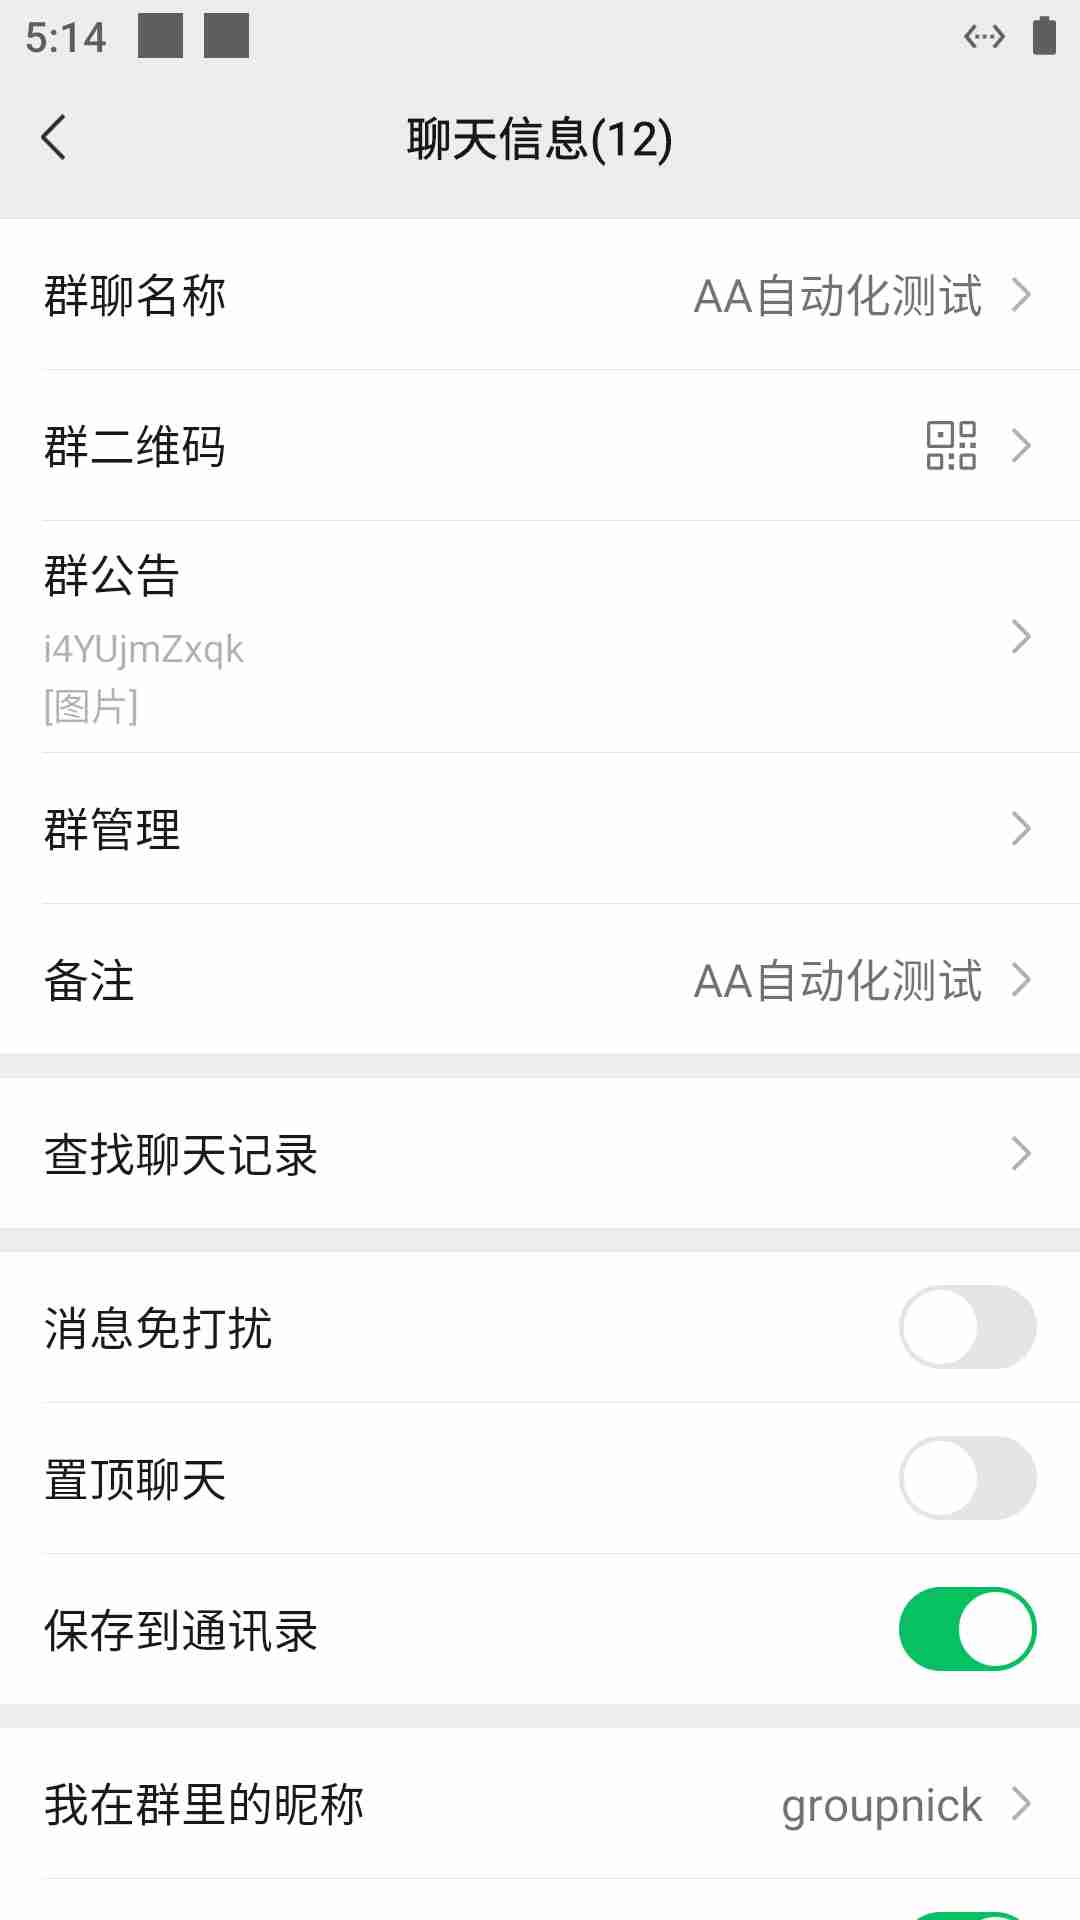 5:14
聊天信息(12)
群聊名称 AA自动化测试
群二维码
群公告
i4YUjmZxqk
[图片]
群管理
备注 AA自动化测试
查找聊天记录
消息免打扰
置顶聊天
保存到通讯录
我在群里的昵称 groupnick